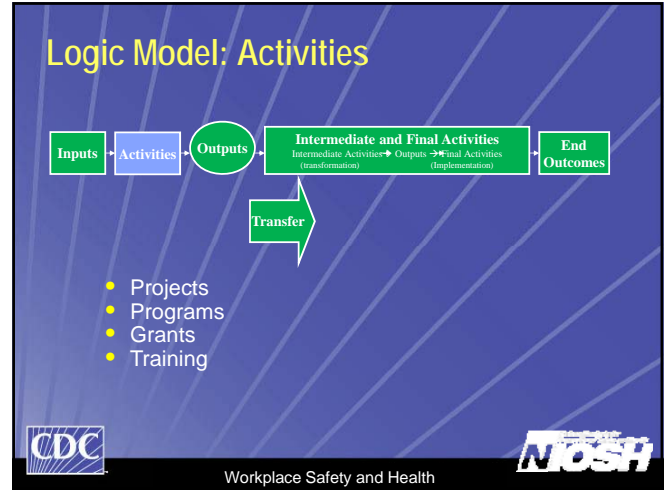 Logic Model: Activities
Inputs
Activities
Outputs
Intermediate and Final Activities
Intermediate Activities → Outputs → Final Activities
(transformation) (Implementation)
End
Outcomes
Transfer
• Projects
• Programs
• Grants
• Training
CDC
Workplace Safety and Health
NIOSH